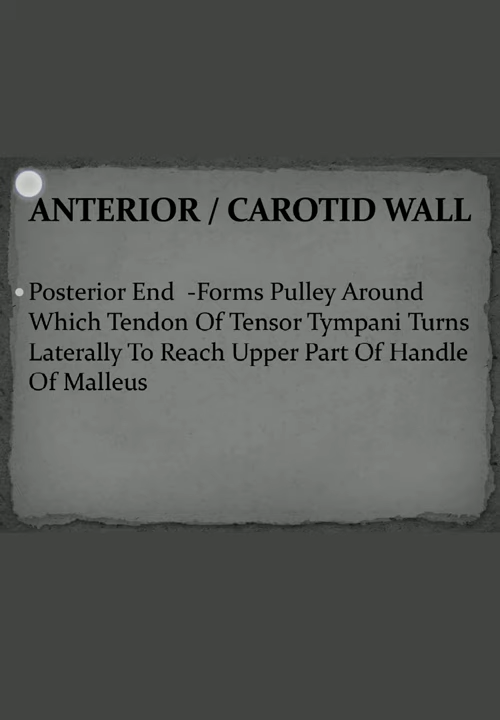 ANTERIOR / CAROTID WALL
• Posterior End -Forms Pulley Around
Which Tendon Of Tensor Tympani Turns
Laterally To Reach Upper Part Of Handle
Of Malleus